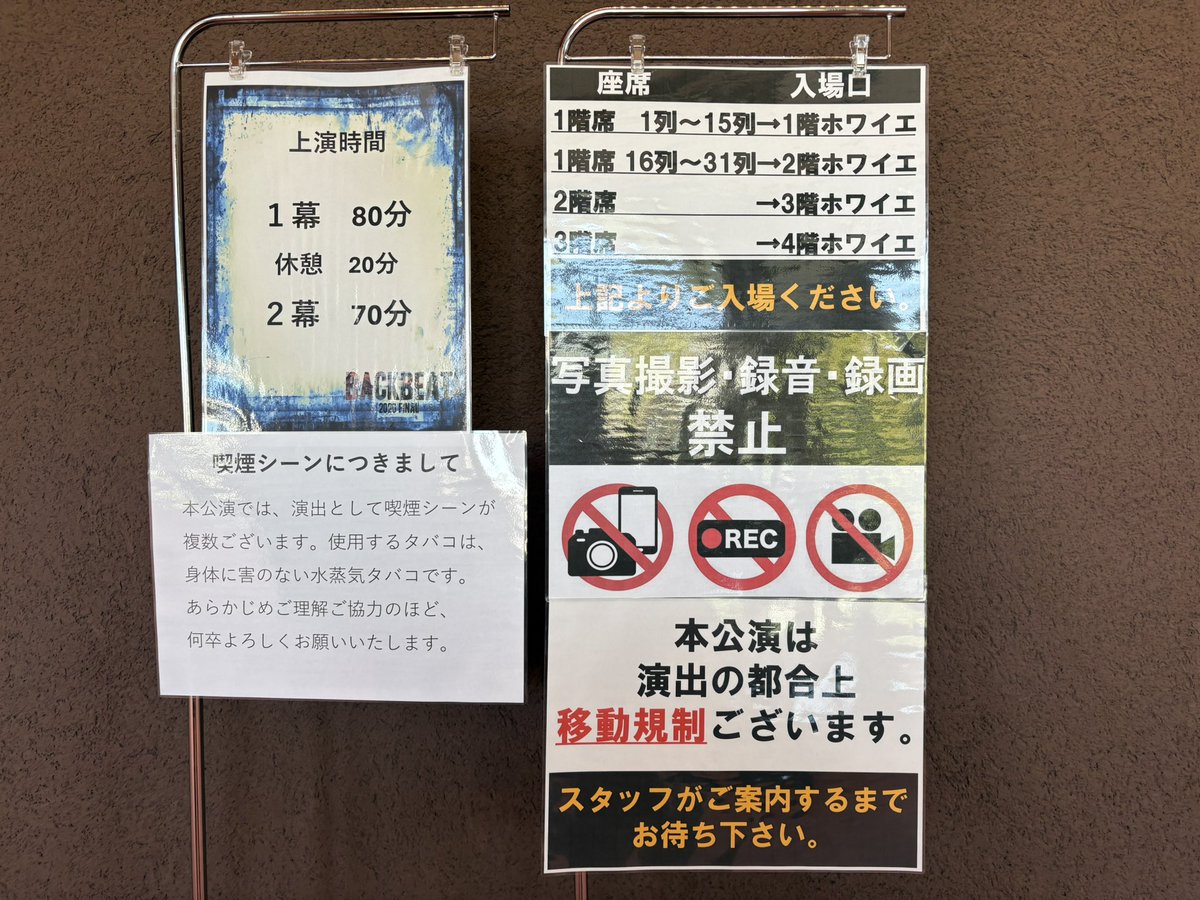 上演時間
1幕 80分
休憩 20分
2幕 70分
BACKBEAT
2026 FINAL
喫煙シーンにつきまして
本公演では、演出として喫煙シーンが
複数ございます。使用するタバコは、
身体に害のない水蒸気タバコです。
あらかじめご理解ご協力のほど、
何卒よろしくお願いいたします。
座席 入場口
1階席 1列～15列→1階ホワイエ
1階席 16列～31列→2階ホワイエ
2階席 →3階ホワイエ
3階席 →4階ホワイエ
上記よりご入場ください。
写真撮影・録音・録画
禁止
REC
本公演は
演出の都合上
移動規制ございます。
スタッフがご案内するまで
お待ち下さい。